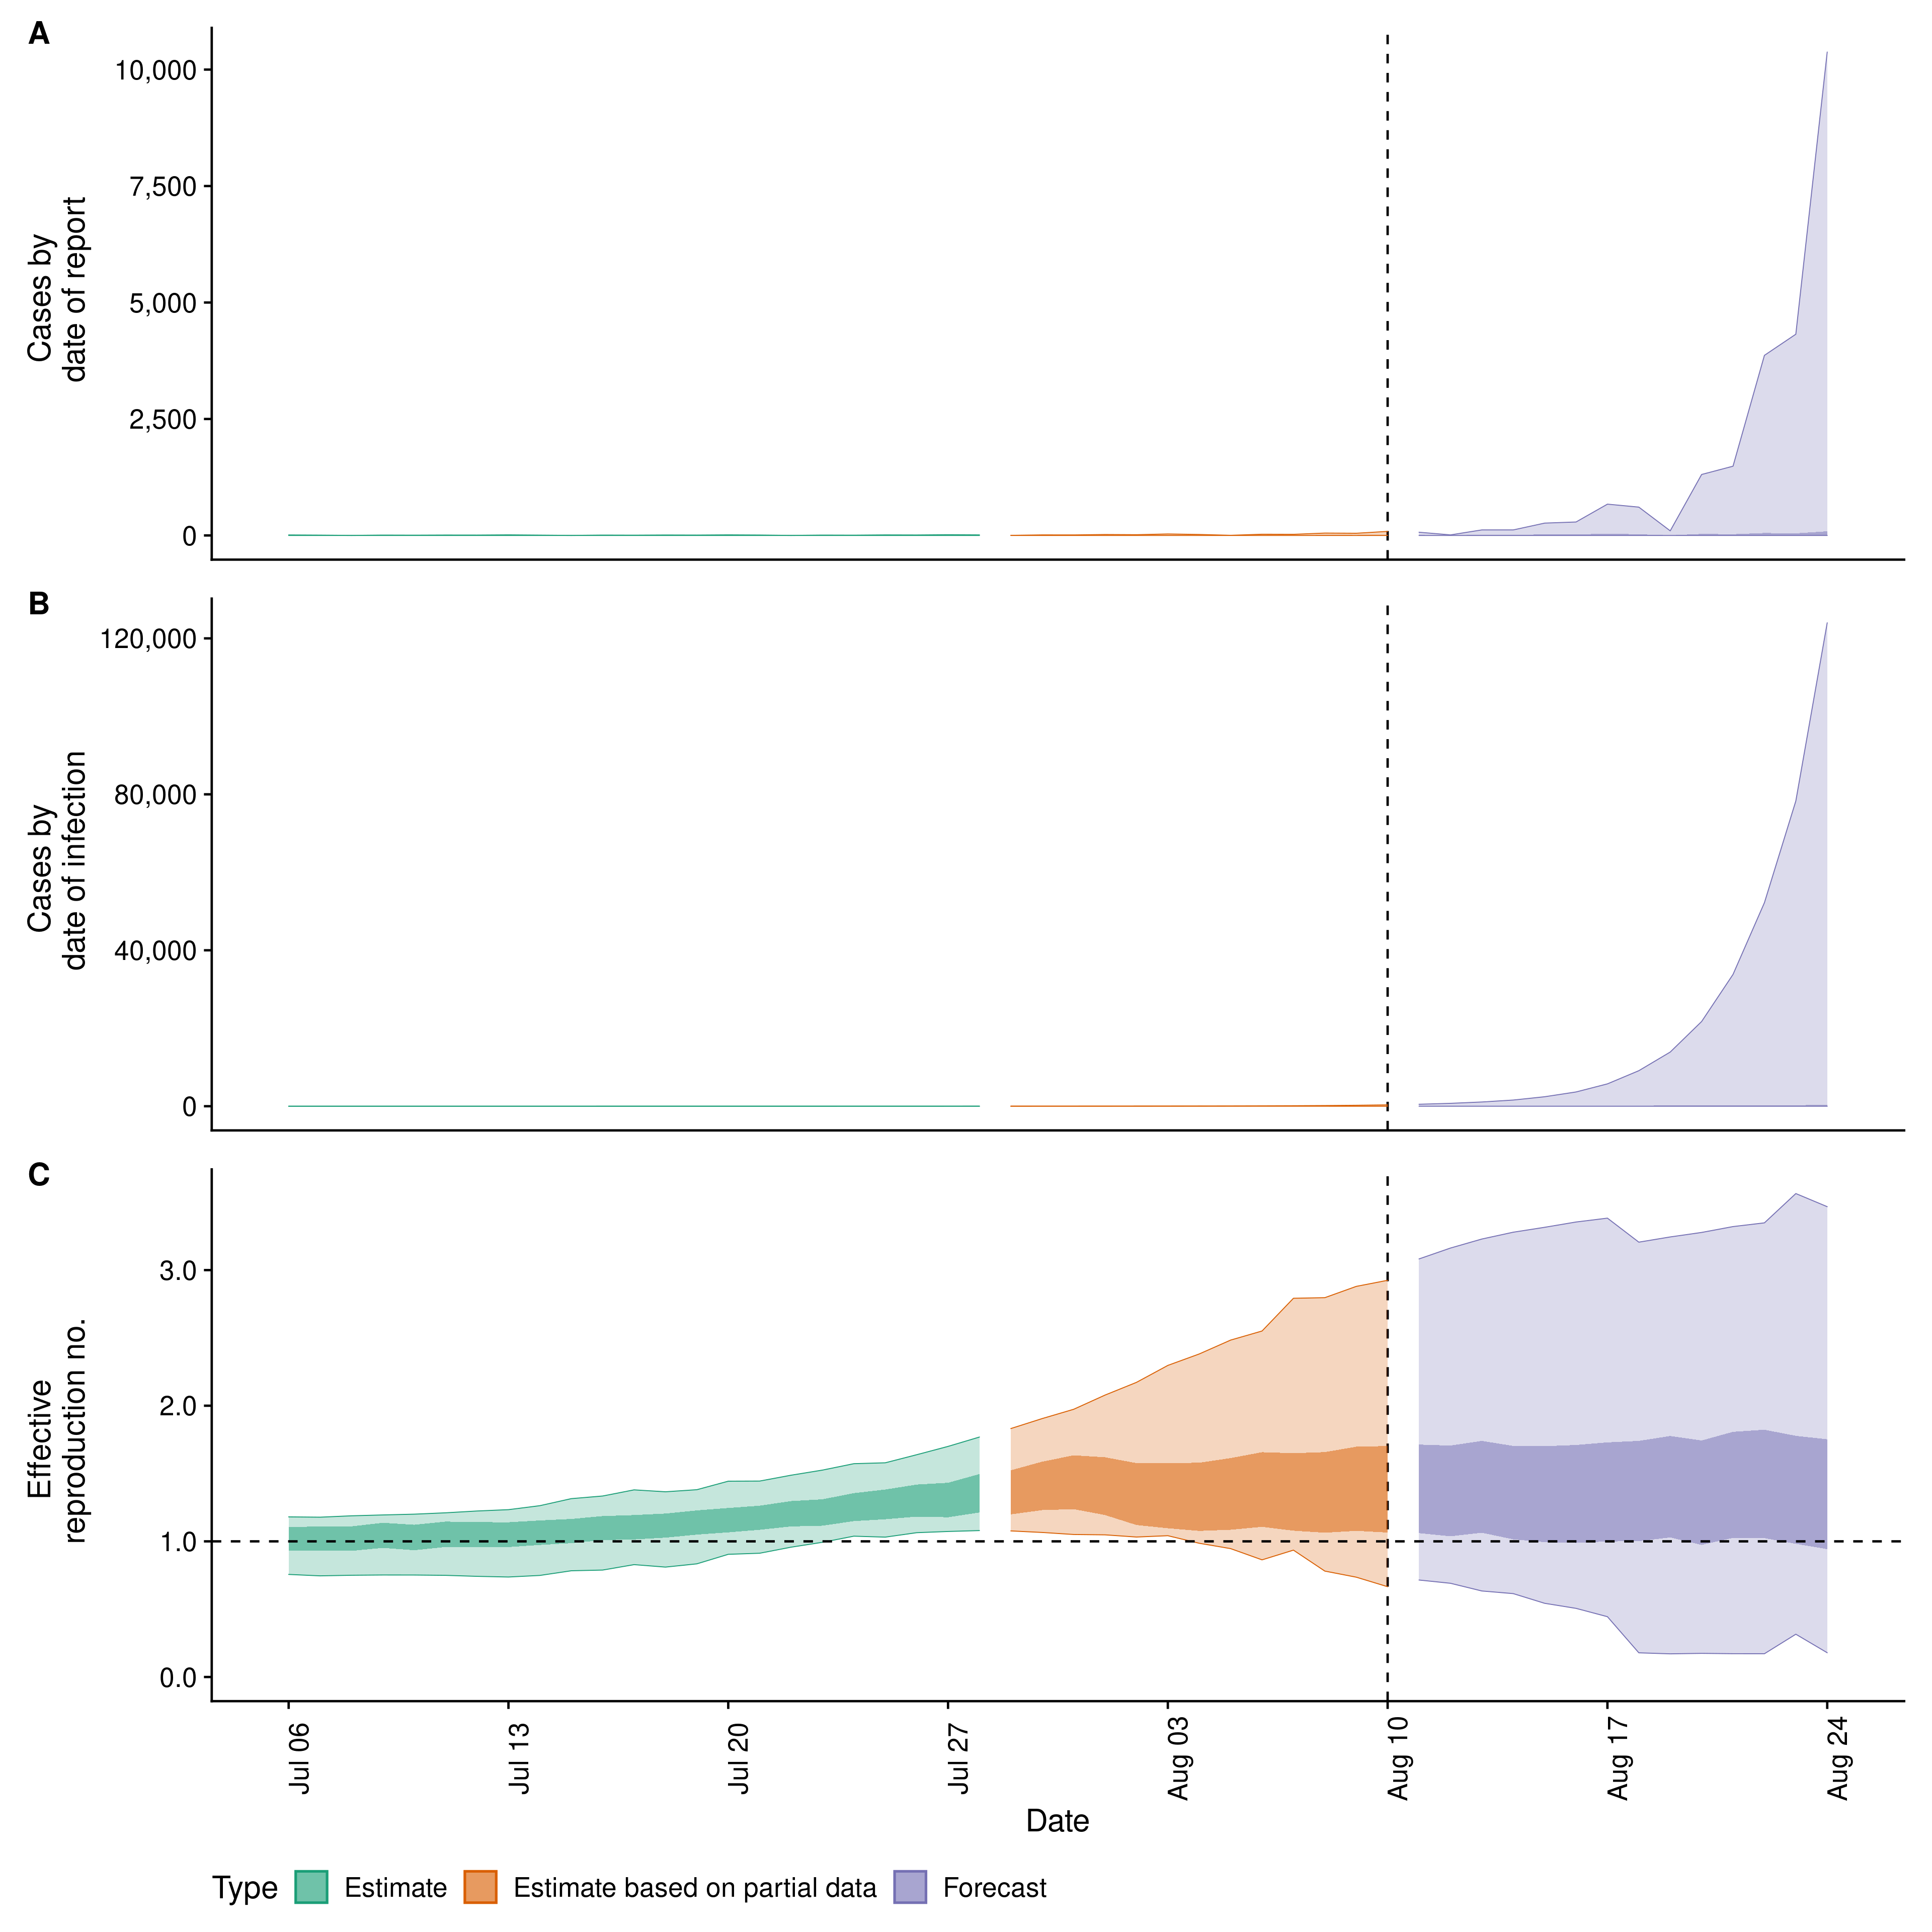 A
10,000
7,500
5,000
2,500
0
Cases by
date of report
B
120,000
80,000
40,000
0
Cases by
date of infection
C
3.0
2.0
1.0
0.0
Effective
reproduction no.
Jul 06
Jul 13
Jul 20
Jul 27
Aug 03
Aug 10
Aug 17
Aug 24
Date
Type Estimate Estimate based on partial data Forecast